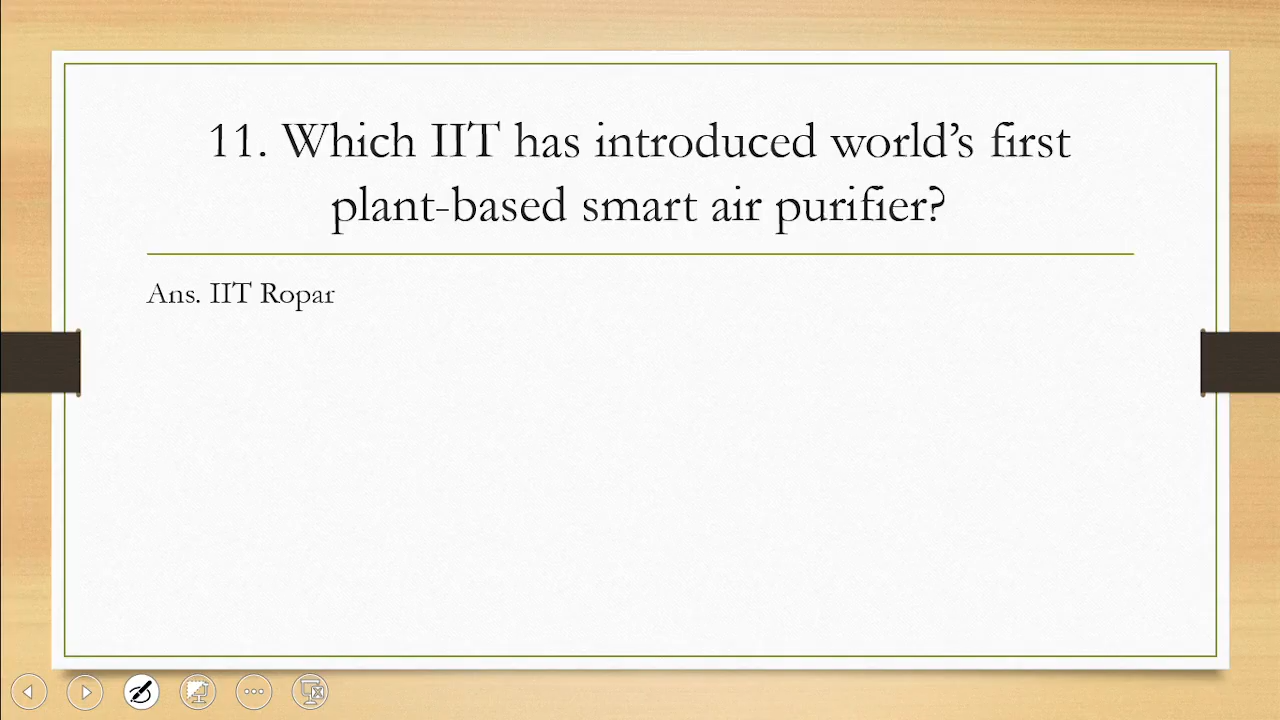 11. Which IIT has introduced world’s first
plant-based smart air purifier?
Ans. IIT Ropar